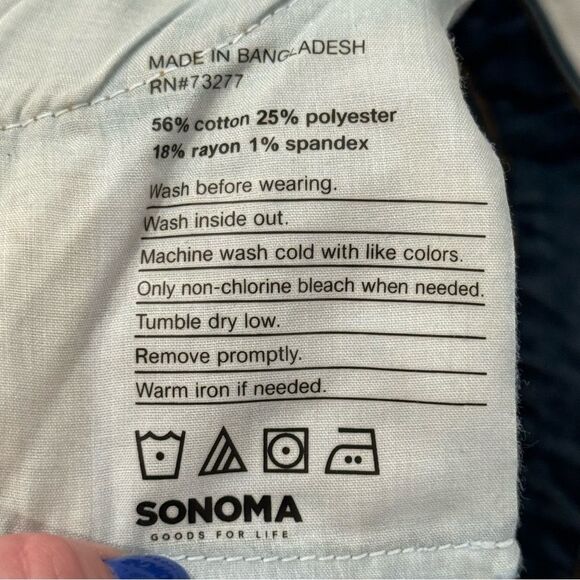 MADE IN BANGLADESH
RN#73277
56% cotton 25% polyester
18% rayon 1% spandex
Wash before wearing.
Wash inside out.
Machine wash cold with like colors.
Only non-chlorine bleach when needed.
Tumble dry low.
Remove promptly.
Warm iron if needed.
SONOMA
GOODS FOR LIFE